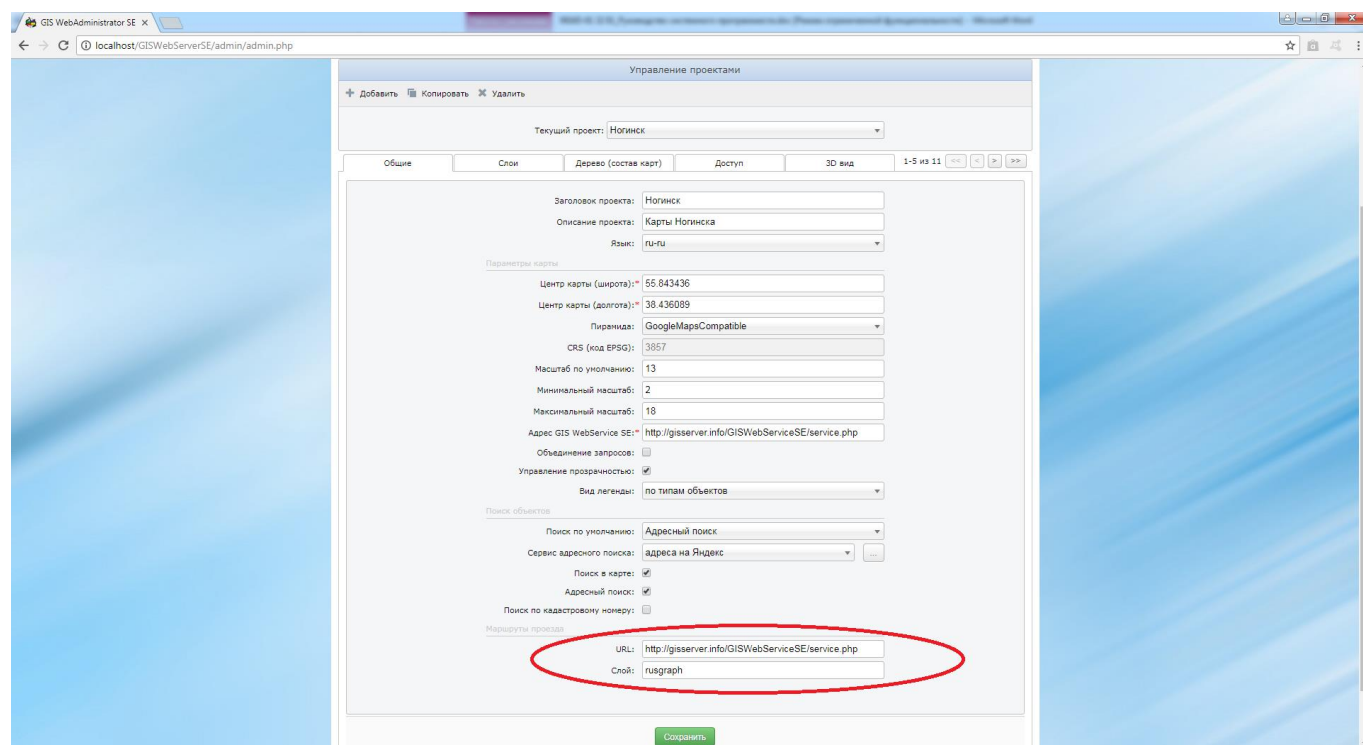 GIS WebAdministrator SE
localhost/GISWebServerSE/admin/admin.php
Управление проектами
Добавить Копировать Удалить
Текущий проект: Ногинск
Общие Слои Дерево (состав карт) Доступ 3D вид 1-5 из 11 << < > >>
Заголовок проекта: Ногинск
Описание проекта: Карты Ногинска
Язык: ru-ru
Параметры карты
Центр карты (широта):* 55.843436
Центр карты (долгота):* 38.436089
Пирамида: GoogleMapsCompatible
CRS (код EPSG): 3857
Масштаб по умолчанию: 13
Минимальный масштаб: 2
Максимальный масштаб: 18
Адрес GIS WebService SE:* http://gisserver.info/GISWebServiceSE/service.php
Объединение запросов:
Управление прозрачностью:
Вид легенды: по типам объектов
Поиск объектов
Поиск по умолчанию: Адресный поиск
Сервис адресного поиска: адреса на Яндекс ...
Поиск в карте:
Адресный поиск:
Поиск по кадастровому номеру:
Маршруты проезда
URL: http://gisserver.info/GISWebServiceSE/service.php
Слой: rusgraph
Сохранить